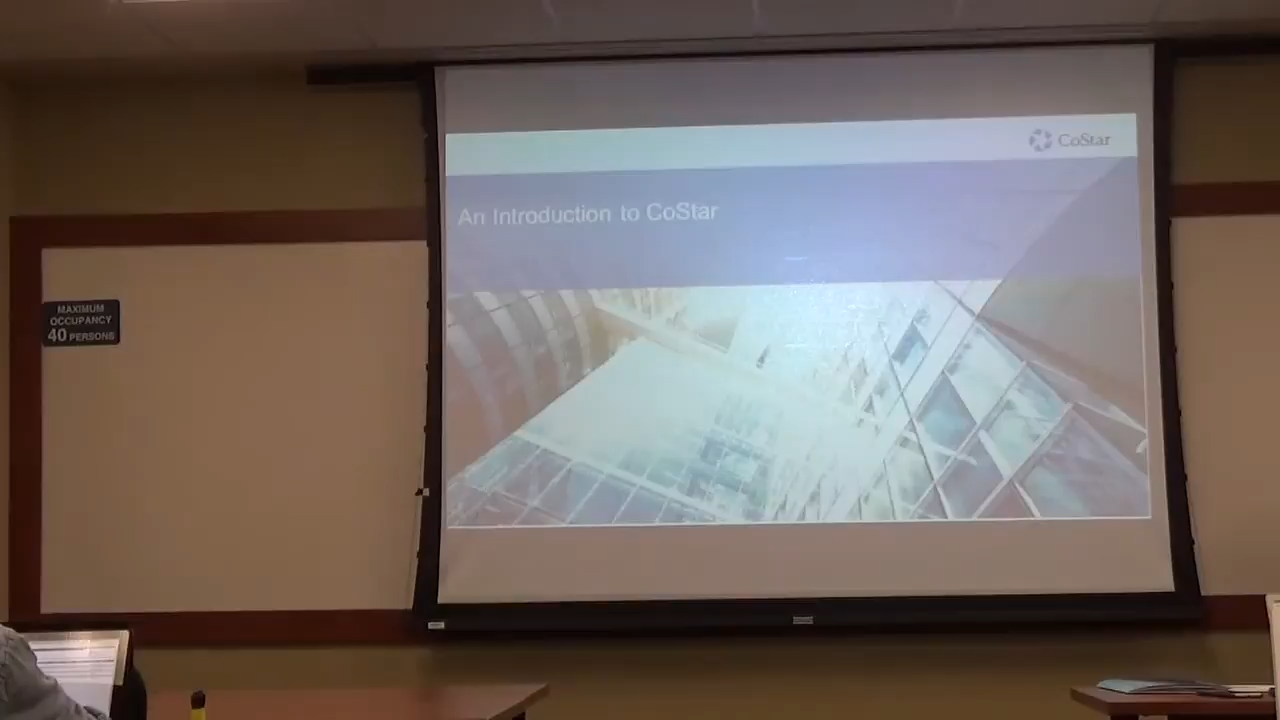 CoStar
An Introduction to CoStar
MAXIMUM
OCCUPANCY
40 PERSONS